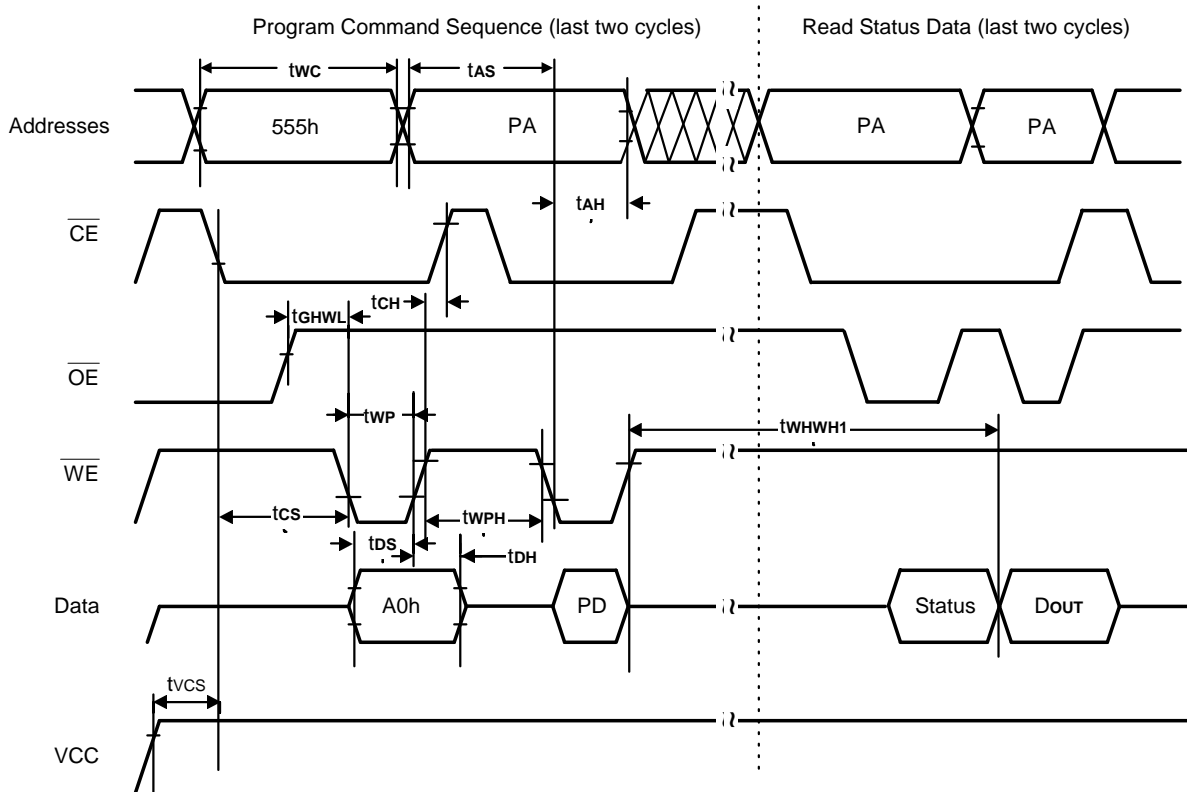 Program Command Sequence (last two cycles)
Read Status Data (last two cycles)
tWC
tAS
Addresses
555h
PA
PA
PA
tAH
CE
tCH
tGHWL
OE
tWP
tWHWH1
WE
tCS
tWPH
tDS
tDH
Data
A0h
PD
Status
DOUT
tVCS
VCC